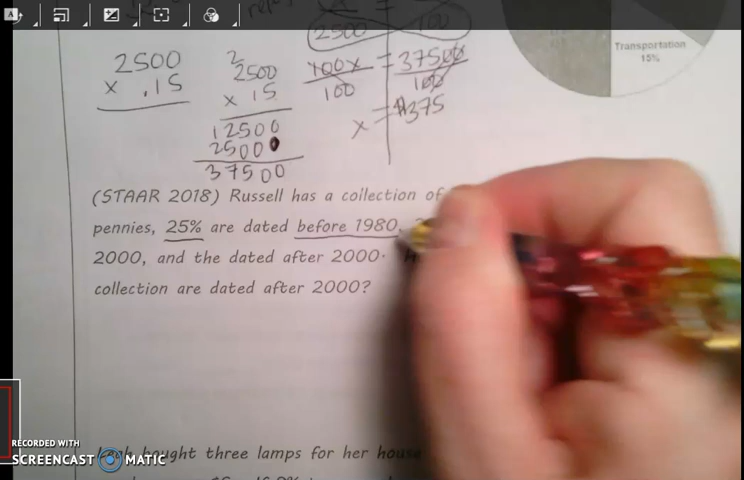 2500 100
2500
x .15
2
2500
x 15
12500
25000
37500
100x = 37500
100 100
x = $375
Transportation
15%
(STAAR 2018) Russell has a collection of
pennies, 25% are dated before 1980,
2000, and the dated after 2000.
collection are dated after 2000?
bought three lamps for her house
RECORDED WITH
SCREENCAST MATIC